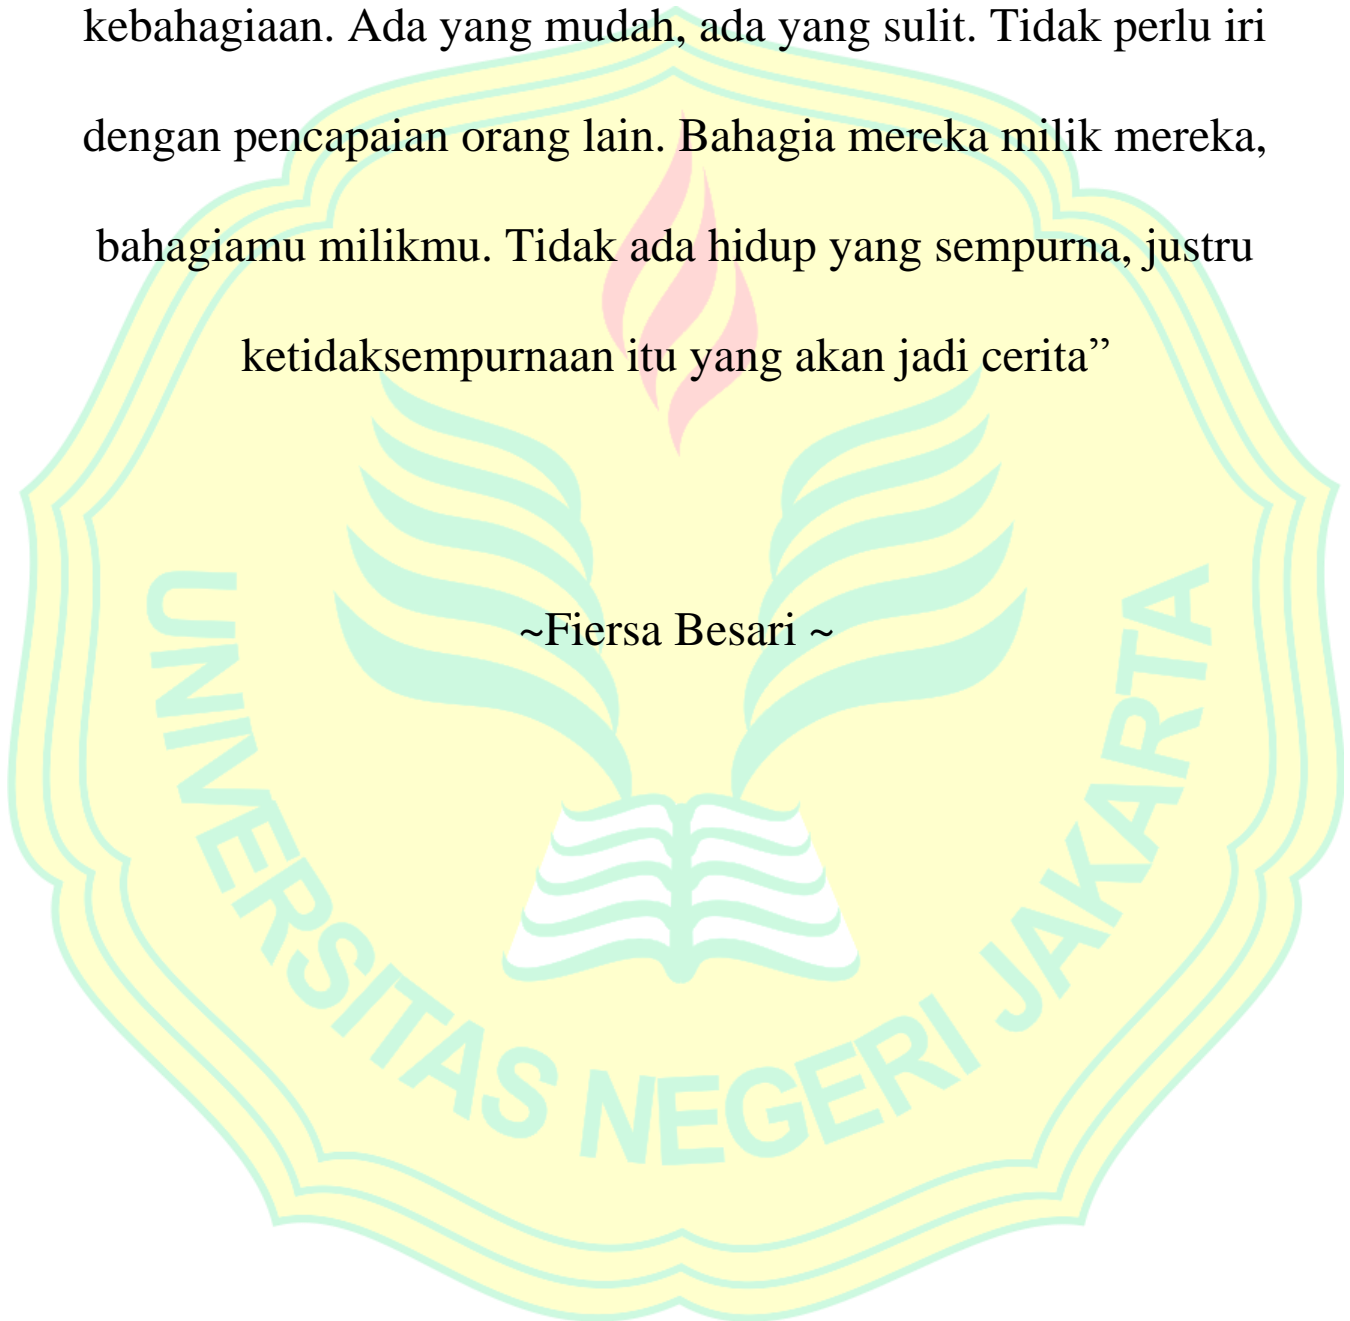 kebahagiaan. Ada yang mudah, ada yang sulit. Tidak perlu iri
dengan pencapaian orang lain. Bahagia mereka milik mereka,
bahagiamu milikmu. Tidak ada hidup yang sempurna, justru
ketidaksempurnaan itu yang akan jadi cerita”
~Fiersa Besari ~
UNIVERSITAS NEGERI JAKARTA